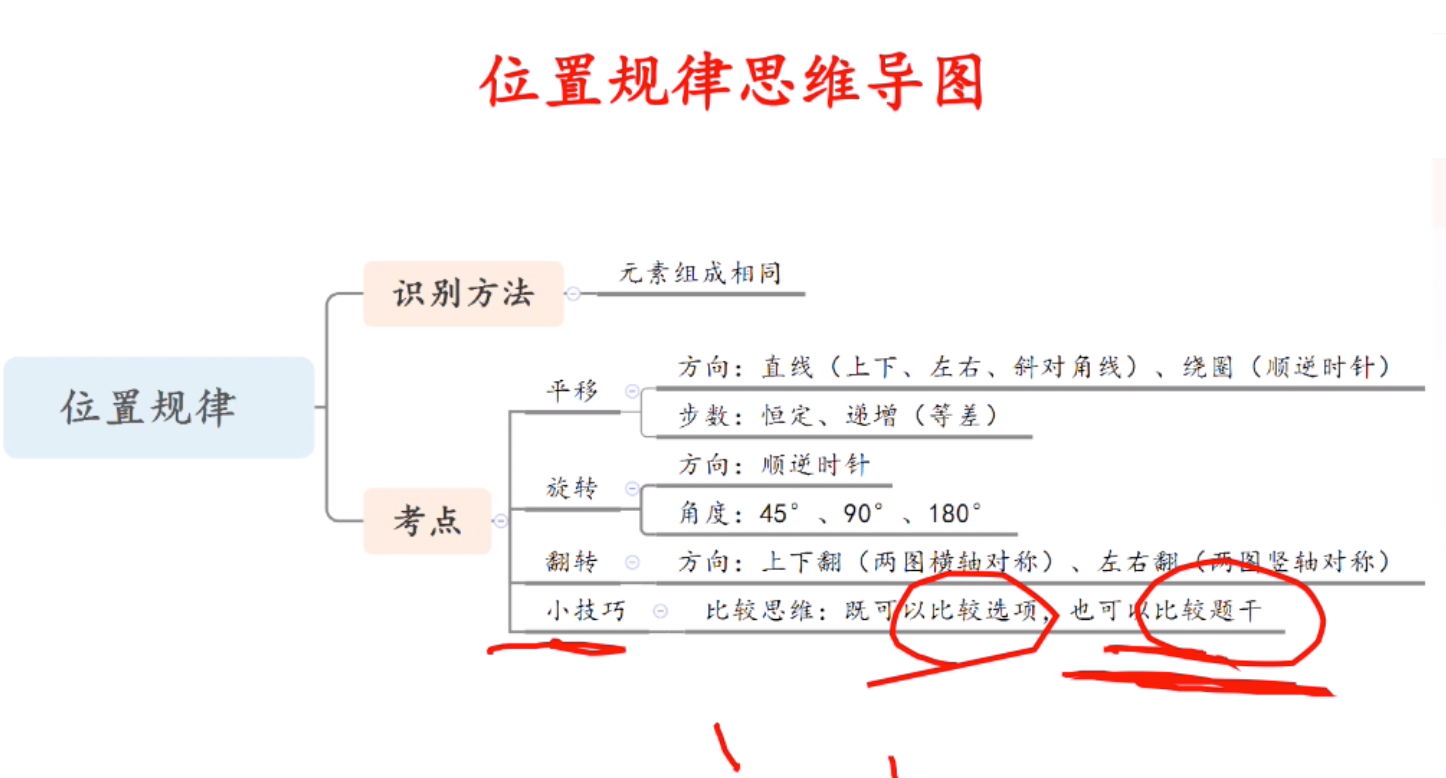 位置规律思维导图
元素组成相同
识别方法
方向：直线（上下、左右、斜对角线）、绕圈（顺逆时针）
平移
位置规律
步数：恒定、递增（等差）
方向：顺逆时针
旋转
考点
角度：45°、90°、180°
翻转
方向：上下翻（两图横轴对称）、左右翻（两图竖轴对称）
小技巧
比较思维：既可以比较选项，也可以比较题干